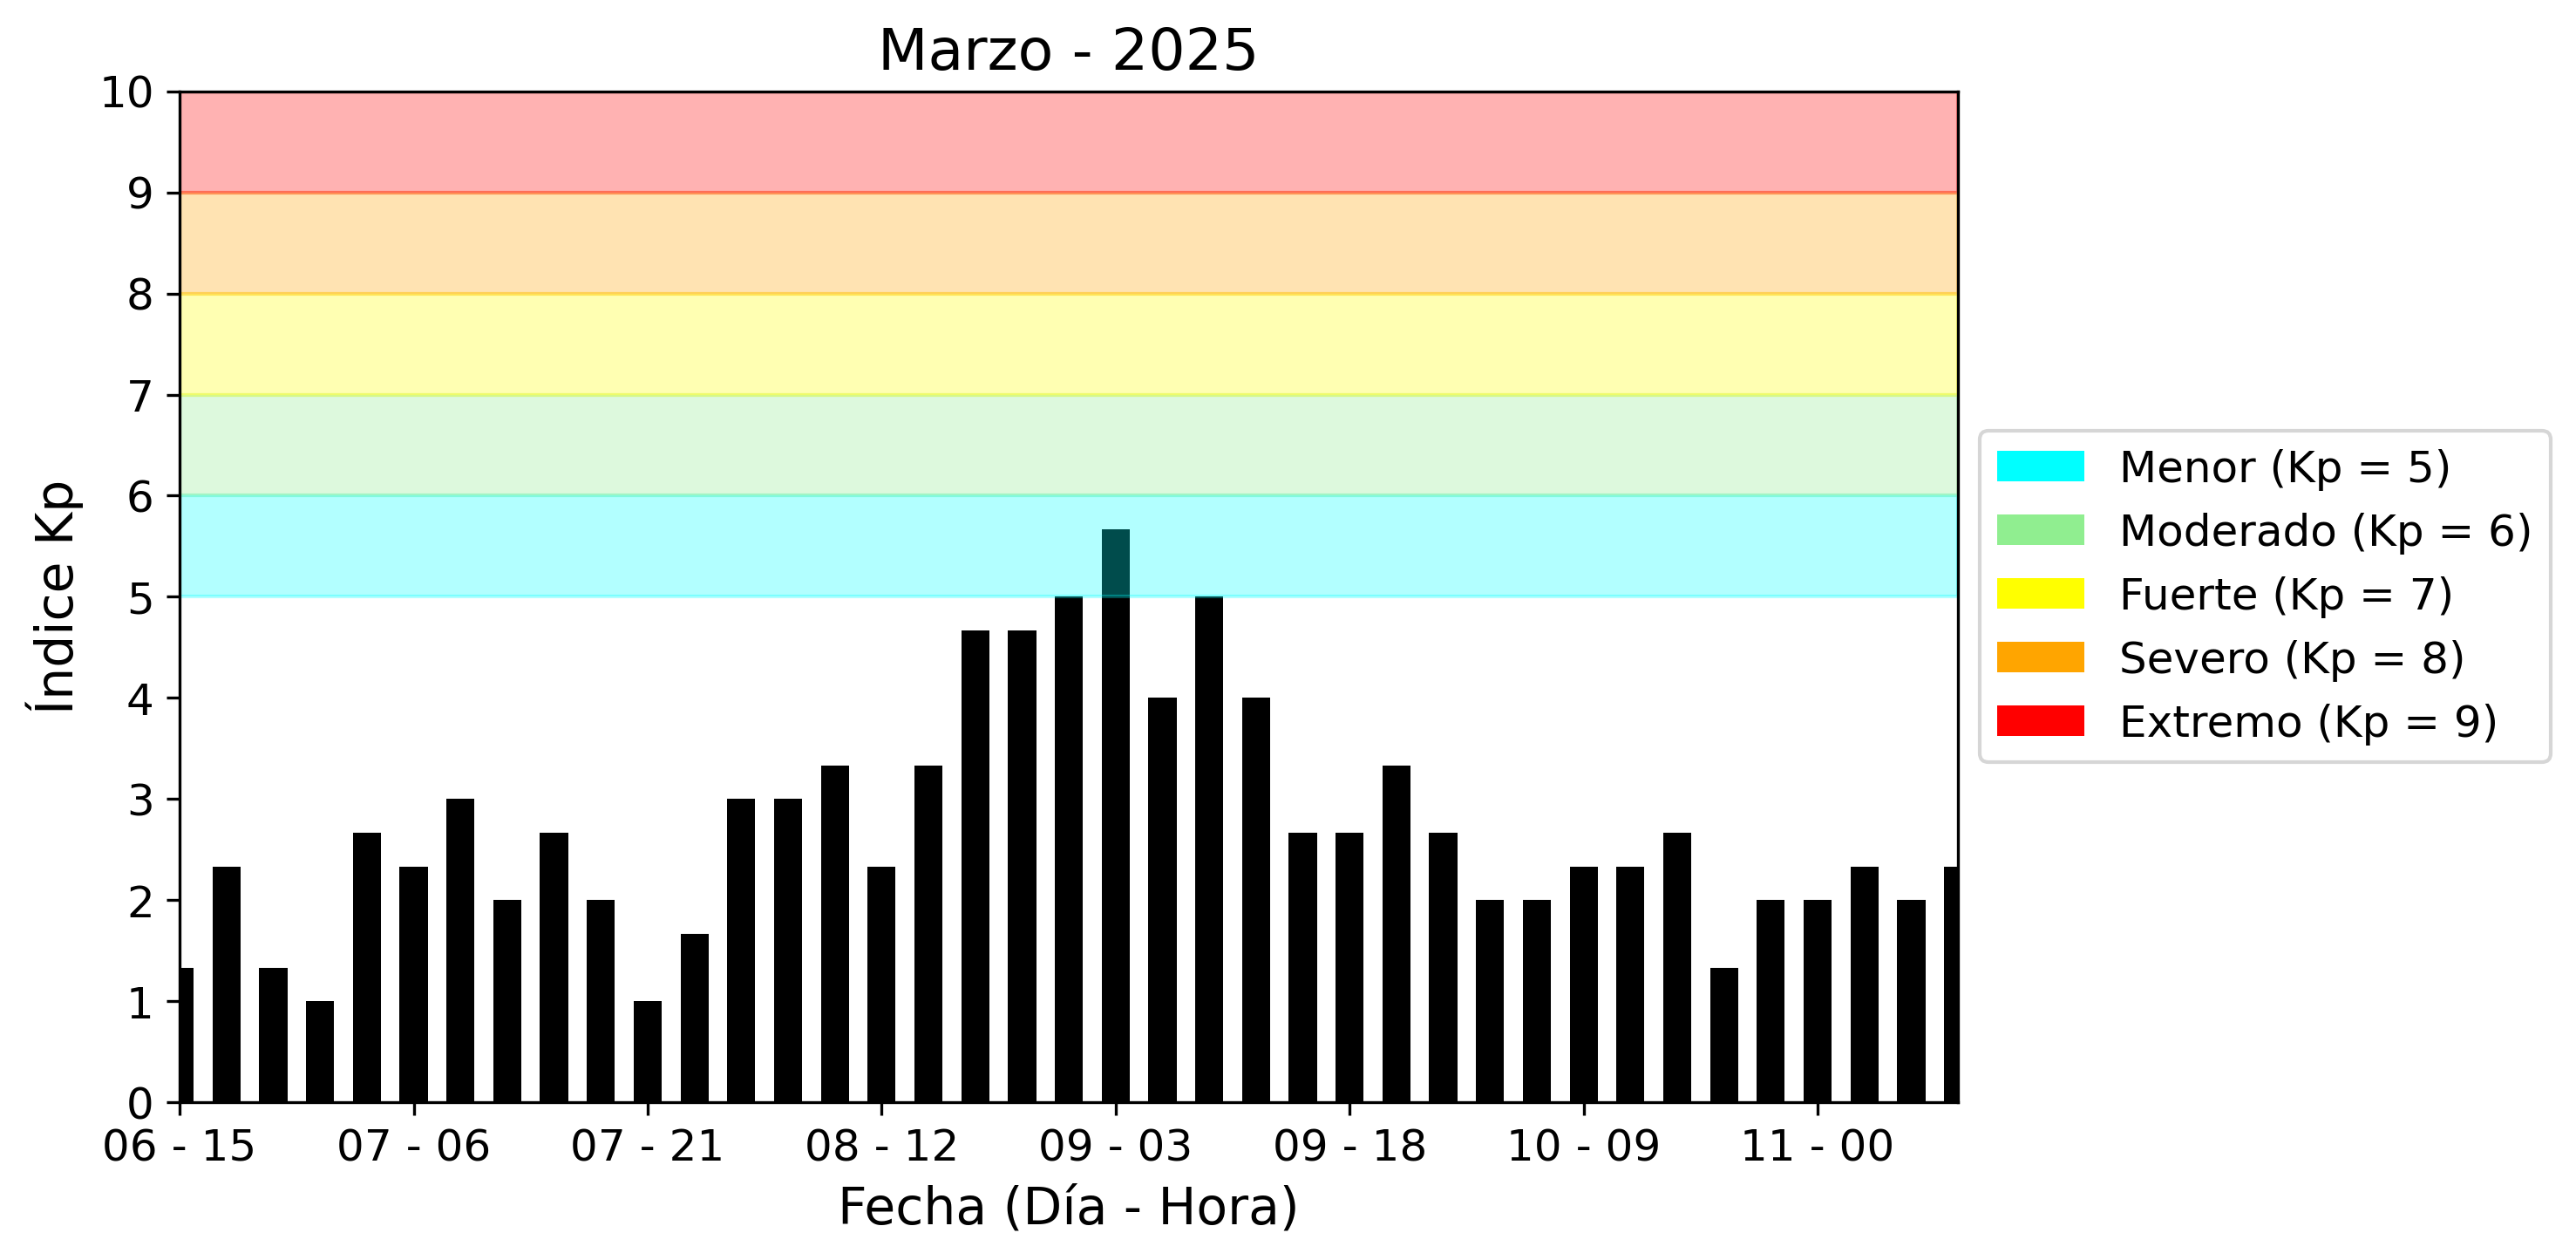 Marzo - 2025
10
9
8
7
6
5
4
3
2
1
0
Índice Kp
06 - 15
07 - 06
07 - 21
08 - 12
09 - 03
09 - 18
10 - 09
11 - 00
Fecha (Día - Hora)
Menor (Kp = 5)
Moderado (Kp = 6)
Fuerte (Kp = 7)
Severo (Kp = 8)
Extremo (Kp = 9)